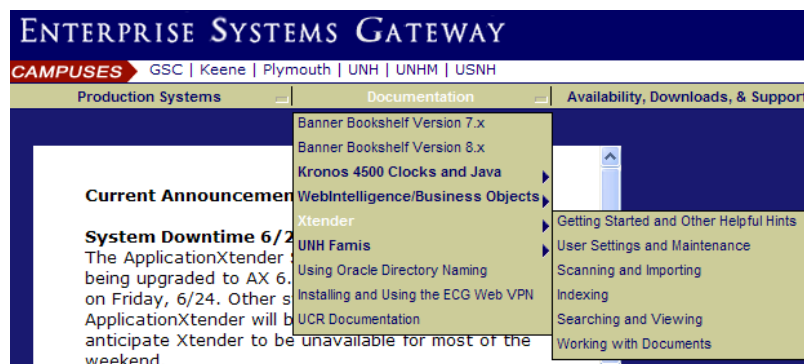 ENTERPRISE SYSTEMS GATEWAY
CAMPUSES GSC | Keene | Plymouth | UNH | UNHM | USNH
Production Systems Documentation Availability, Downloads, & Support
Banner Bookshelf Version 7.x
Banner Bookshelf Version 8.x
Kronos 4500 Clocks and Java
WebIntelligence/Business Objects
Xtender
UNH Famis
Using Oracle Directory Naming
Installing and Using the ECG Web VPN
UCR Documentation
Getting Started and Other Helpful Hints
User Settings and Maintenance
Scanning and Importing
Indexing
Searching and Viewing
Working with Documents
Current
System Downtime
The ApplicationXtender
being upgraded to AX 6.
on Friday, 6/24. Other
ApplicationXtender will
anticipate Xtender to be unavailable for most of the
weekend